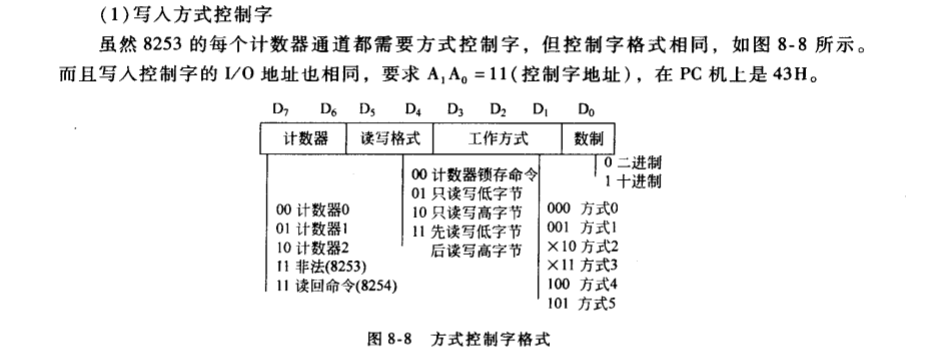 (1)写入方式控制字
虽然 8253 的每个计数器通道都需要方式控制字，但控制字格式相同，如图 8-8 所示。
而且写入控制字的 I/O 地址也相同，要求 A₁A₀ =11(控制字地址)，在 PC 机上是 43H。
D₇ D₆ D₅ D₄ D₃ D₂ D₁ D₀
计数器 读写格式 工作方式 数制
0 二进制
1 十进制
00 计数器锁存命令
01 只读写低字节
10 只读写高字节
11 先读写低字节
后读写高字节
00 计数器0
01 计数器1
10 计数器2
11 非法(8253)
11 读回命令(8254)
000 方式0
001 方式1
×10 方式2
×11 方式3
100 方式4
101 方式5
图 8-8 方式控制字格式